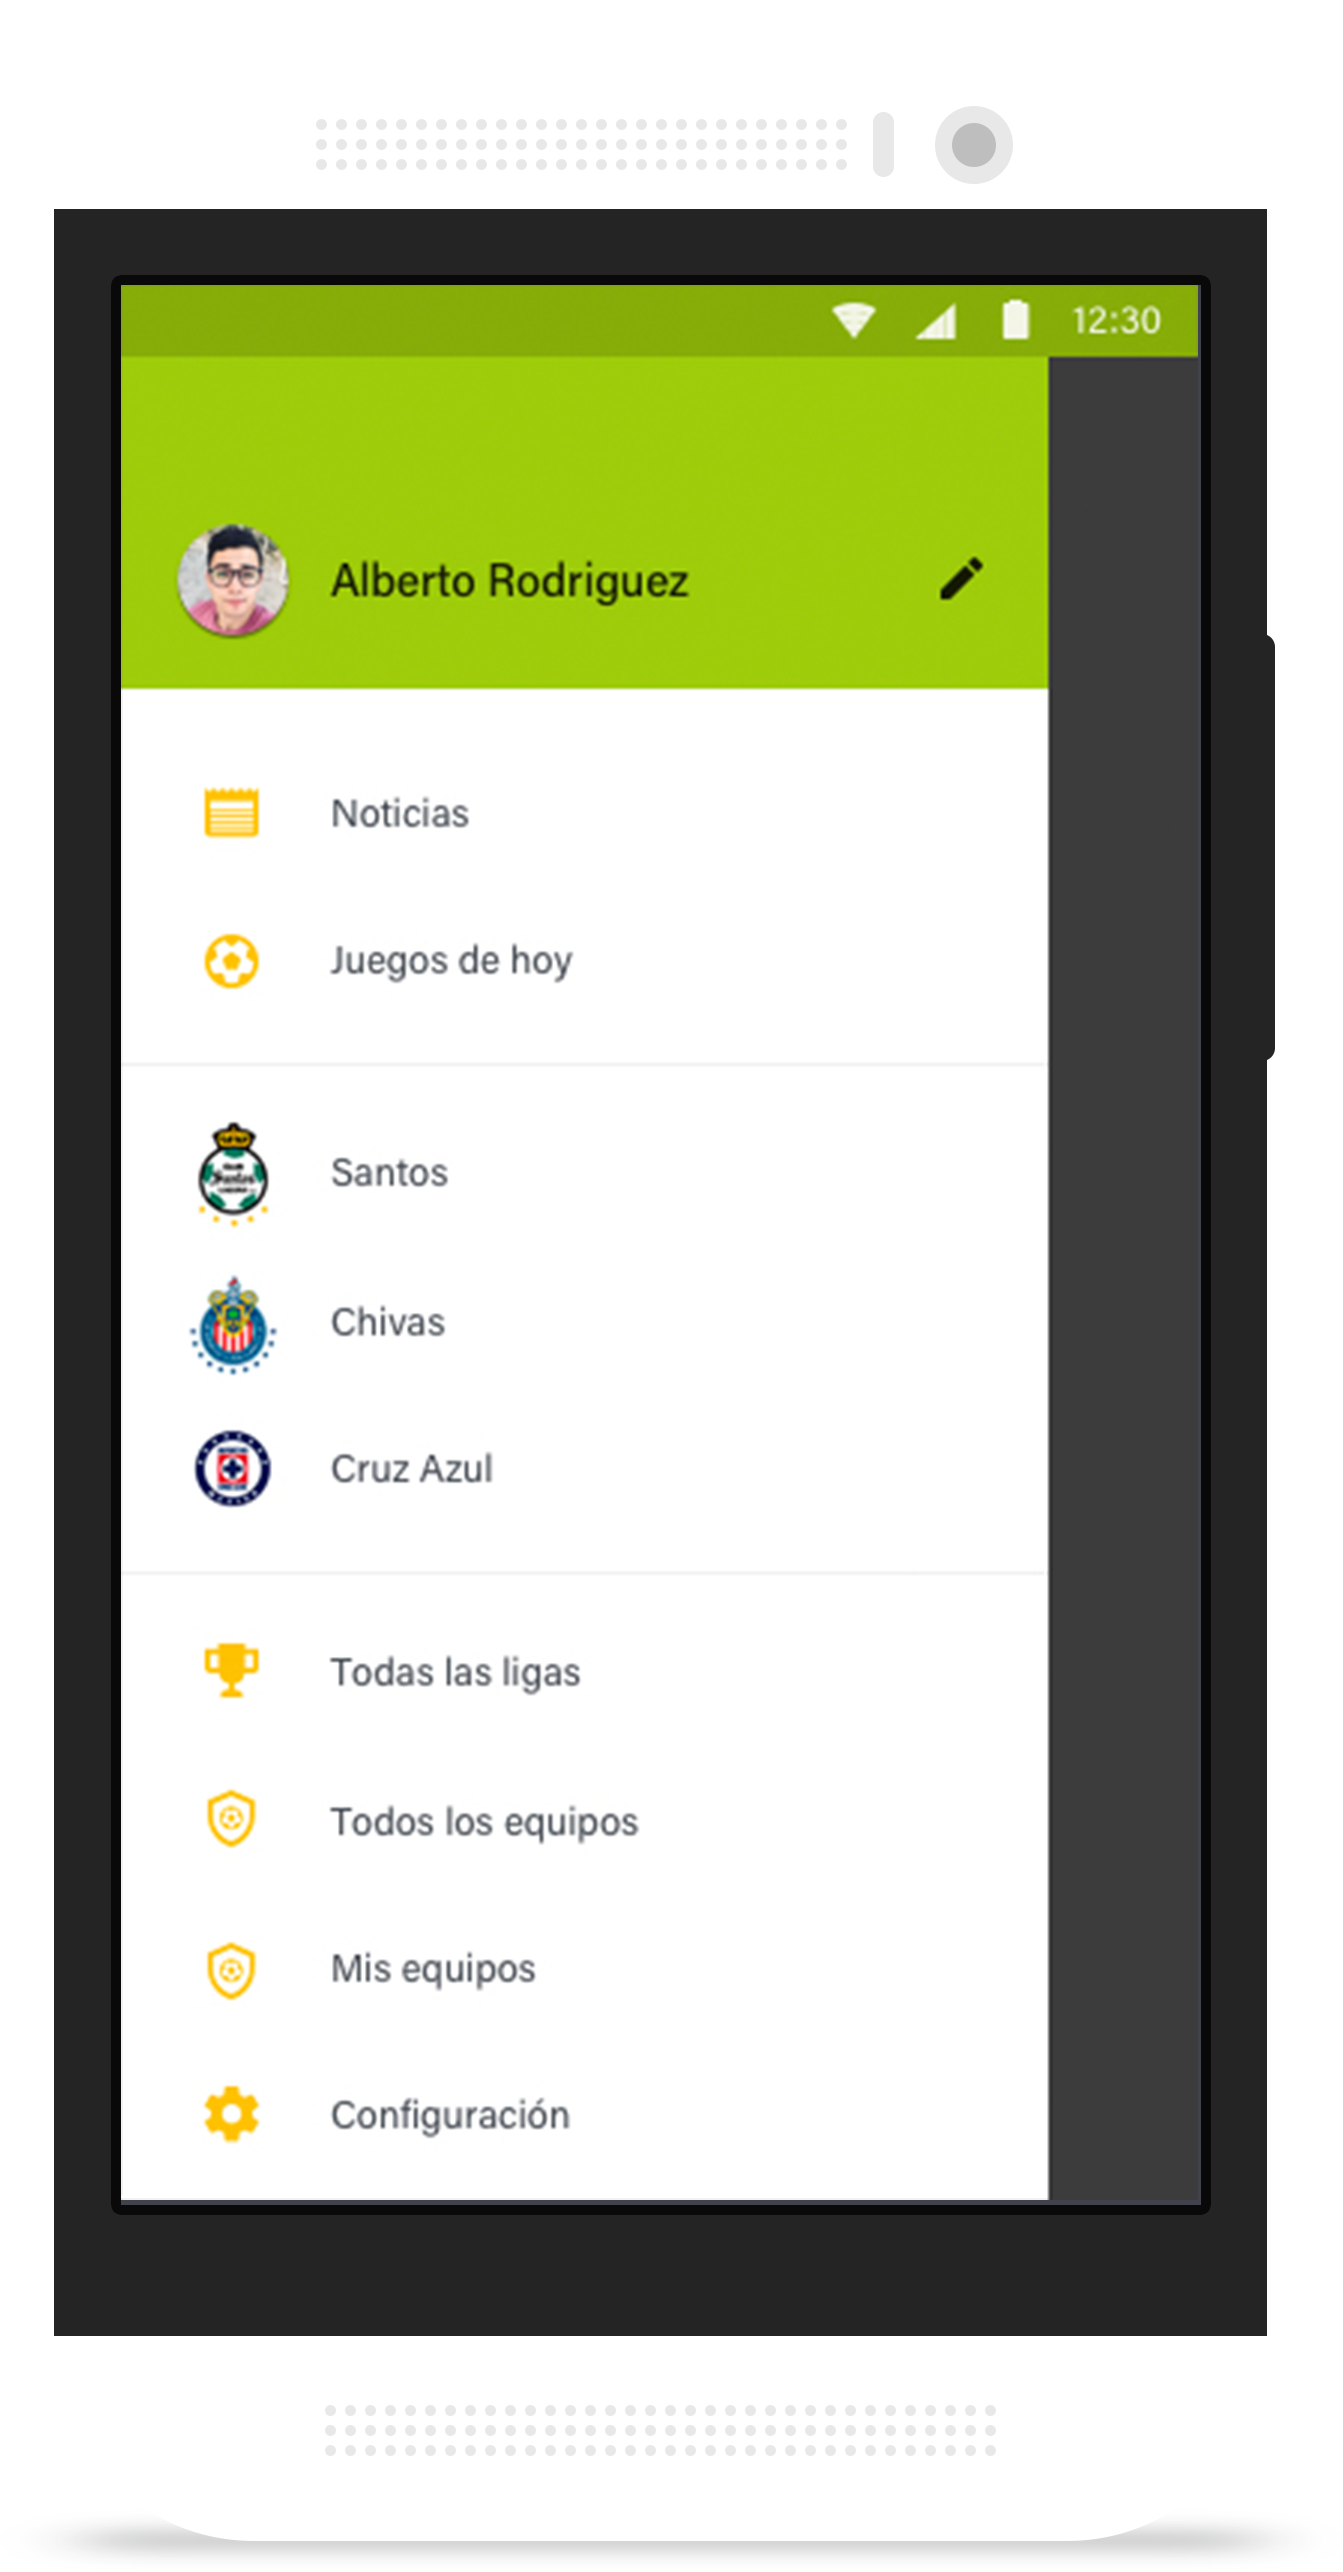 12:30
Alberto Rodriguez
Noticias
Juegos de hoy
Santos
Chivas
Cruz Azul
Todas las ligas
Todos los equipos
Mis equipos
Configuración